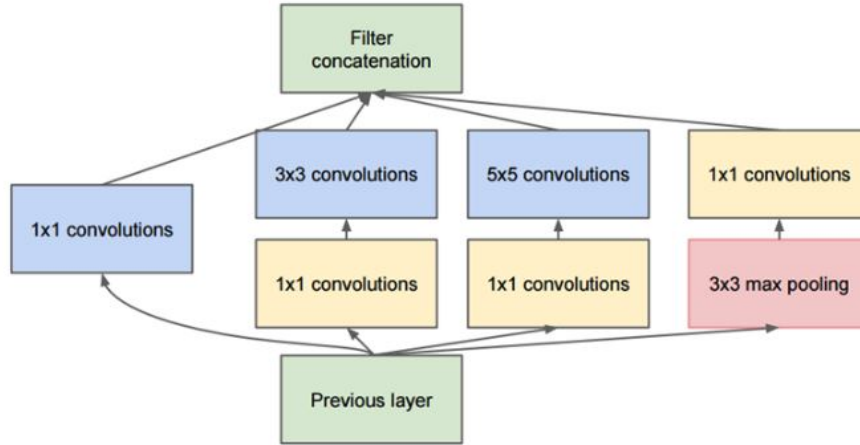 Filter
concatenation
3x3 convolutions
5x5 convolutions
1x1 convolutions
1x1 convolutions
1x1 convolutions
1x1 convolutions
3x3 max pooling
Previous layer